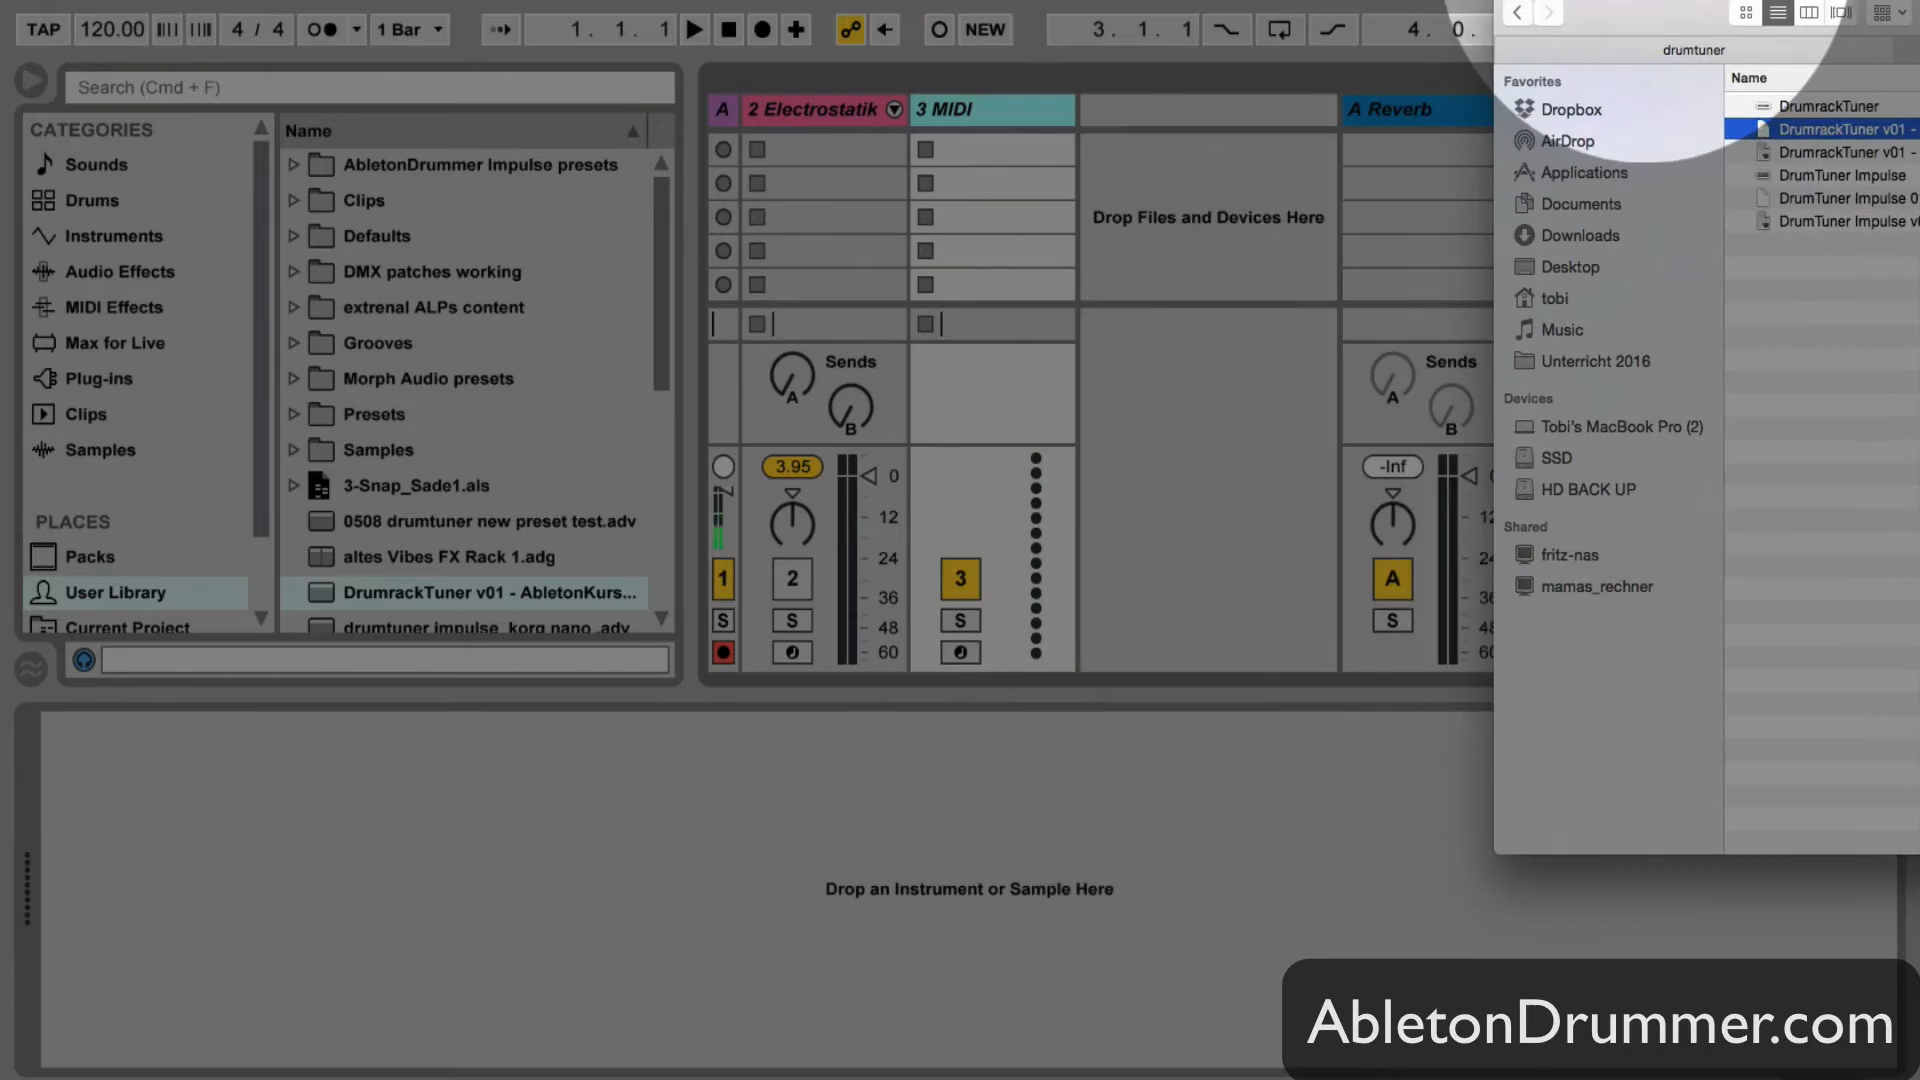 TAP 120.00 4 / 4 1 Bar 1. 1. 1 NEW 3. 1. 1 4. 0.
Search (Cmd + F)
CATEGORIES
Sounds
Drums
Instruments
Audio Effects
MIDI Effects
Max for Live
Plug-ins
Clips
Samples
PLACES
Packs
User Library
Current Project
Name
AbletonDrummer Impulse presets
Clips
Defaults
DMX patches working
extrenal ALPs content
Grooves
Morph Audio presets
Presets
Samples
3-Snap_Sade1.als
0508 drumtuner new preset test.adv
altes Vibes FX Rack 1.adg
DrumrackTuner v01 - AbletonKurs...
drumtuner impulse_korg nano .adv
A 2 Electrostatik 3 MIDI A Reverb
Drop Files and Devices Here
Sends
A
B
3.95
0
12
24
36
48
60
1 2 3
S S S
Sends
A
B
-Inf
0
12
24
36
48
60
A
S
Drop an Instrument or Sample Here
drumtuner
Favorites
Dropbox
AirDrop
Applications
Documents
Downloads
Desktop
tobi
Music
Unterricht 2016
Devices
Tobi's MacBook Pro (2)
SSD
HD BACK UP
Shared
fritz-nas
mamas_rechner
Name
DrumrackTuner
DrumrackTuner v01 -
DrumrackTuner v01 -
DrumTuner Impulse
DrumTuner Impulse 0
DrumTuner Impulse v
AbletonDrummer.com